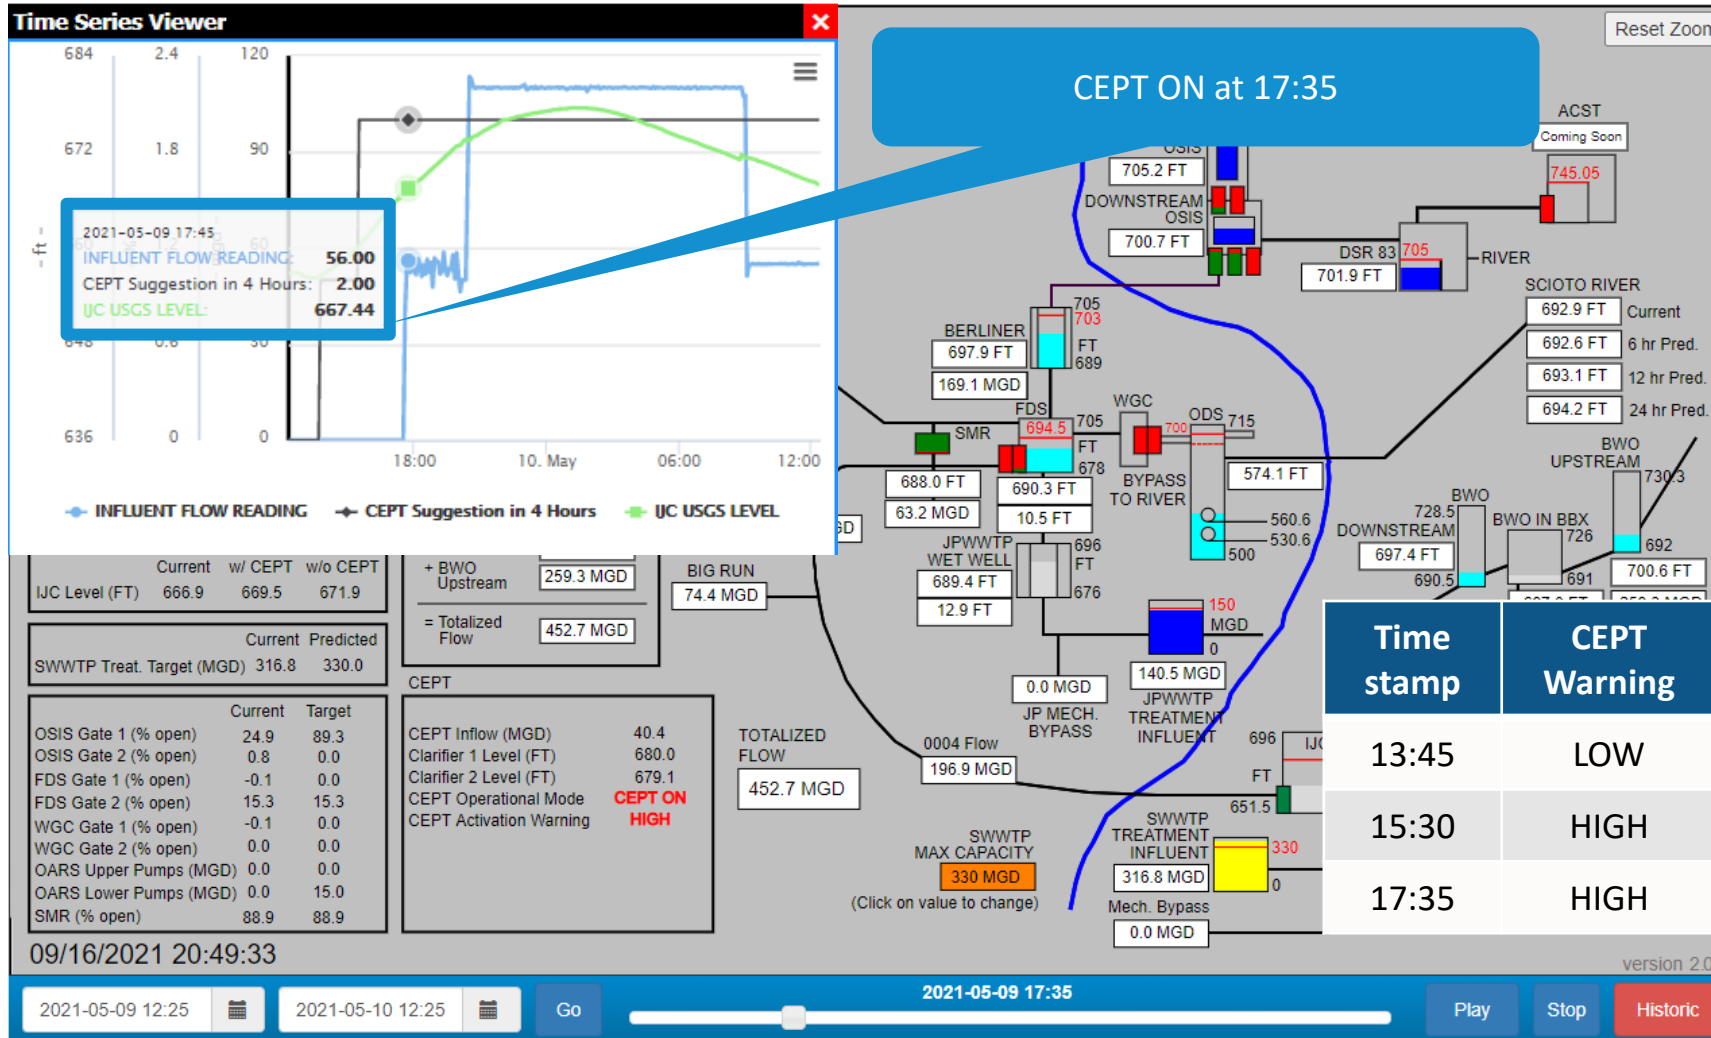 Time Series Viewer
×
CEPT ON at 17:35
Reset Zoom
684 2.4 120
672 1.8 90
60 1.2 60
648 0.6 30
636 0 0
- ft -
2021-05-09 17:45
INFLUENT FLOW READING: 56.00
CEPT Suggestion in 4 Hours: 2.00
IJC USGS LEVEL: 667.44
18:00 10. May 06:00 12:00
INFLUENT FLOW READING CEPT Suggestion in 4 Hours IJC USGS LEVEL
OSIS
705.2 FT
DOWNSTREAM
OSIS
700.7 FT
ACST
Coming Soon
745.05
DSR 83 705
701.9 FT
RIVER
SCIOTO RIVER
692.9 FT Current
692.6 FT 6 hr Pred.
693.1 FT 12 hr Pred.
694.2 FT 24 hr Pred.
BERLINER
697.9 FT
169.1 MGD
705
703
FT
689
FDS
694.5 705
FT
678
SMR
688.0 FT
63.2 MGD
690.3 FT
10.5 FT
WGC
700
BYPASS
TO RIVER
ODS 715
574.1 FT
560.6
530.6
500
BWO
UPSTREAM
730.3
692
700.6 FT
BWO
728.5
DOWNSTREAM
697.4 FT
690.5
BWO IN BBX
726
691
GD
JPWWTP
WET WELL
689.4 FT
12.9 FT
696
FT
676
150
MGD
0
140.5 MGD
JPWWTP
TREATMENT
INFLUENT
0.0 MGD
JP MECH.
BYPASS
Current w/ CEPT w/o CEPT
IJC Level (FT) 666.9 669.5 671.9
+ BWO
Upstream 259.3 MGD
= Totalized
Flow 452.7 MGD
BIG RUN
74.4 MGD
Current Predicted
SWWTP Treat. Target (MGD) 316.8 330.0
Current Target
OSIS Gate 1 (% open) 24.9 89.3
OSIS Gate 2 (% open) 0.8 0.0
FDS Gate 1 (% open) -0.1 0.0
FDS Gate 2 (% open) 15.3 15.3
WGC Gate 1 (% open) -0.1 0.0
WGC Gate 2 (% open) 0.0 0.0
OARS Upper Pumps (MGD) 0.0 0.0
OARS Lower Pumps (MGD) 0.0 15.0
SMR (% open) 88.9 88.9
CEPT
CEPT Inflow (MGD) 40.4
Clarifier 1 Level (FT) 680.0
Clarifier 2 Level (FT) 679.1
CEPT Operational Mode CEPT ON
CEPT Activation Warning HIGH
TOTALIZED
FLOW
452.7 MGD
0004 Flow
196.9 MGD
696 IJC
FT
651.5
SWWTP
MAX CAPACITY
330 MGD
(Click on value to change)
SWWTP
TREATMENT
INFLUENT
316.8 MGD
330
0
Mech. Bypass
0.0 MGD
Time stamp CEPT Warning
13:45 LOW
15:30 HIGH
17:35 HIGH
09/16/2021 20:49:33
version 2.0
2021-05-09 12:25 2021-05-10 12:25 Go 2021-05-09 17:35 Play Stop Historic